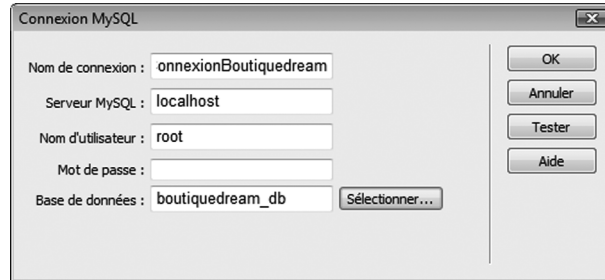 Connexion MySQL
Nom de connexion : onnexionBoutiquedream
Serveur MySQL : localhost
Nom d'utilisateur : root
Mot de passe :
Base de données : boutiquedream_db Sélectionner...
OK
Annuler
Tester
Aide